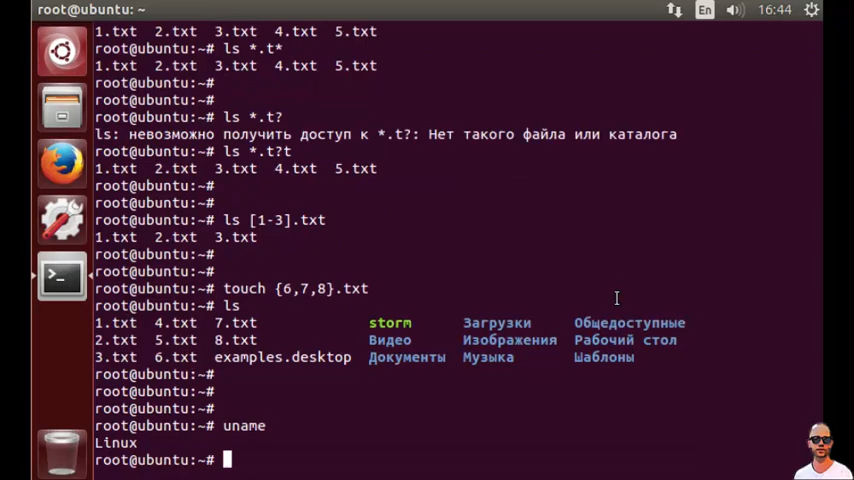 root@ubuntu: ~
En
16:44
1.txt 2.txt 3.txt 4.txt 5.txt
root@ubuntu:~# ls *.t*
1.txt 2.txt 3.txt 4.txt 5.txt
root@ubuntu:~#
root@ubuntu:~#
root@ubuntu:~# ls *.t?
ls: невозможно получить доступ к *.t?: Нет такого файла или каталога
root@ubuntu:~# ls *.t?t
1.txt 2.txt 3.txt 4.txt 5.txt
root@ubuntu:~#
root@ubuntu:~#
root@ubuntu:~# ls [1-3].txt
1.txt 2.txt 3.txt
root@ubuntu:~#
root@ubuntu:~#
root@ubuntu:~# touch {6,7,8}.txt
root@ubuntu:~# ls
1.txt 4.txt 7.txt storm Загрузки Общедоступные
2.txt 5.txt 8.txt Видео Изображения Рабочий стол
3.txt 6.txt examples.desktop Документы Музыка Шаблоны
root@ubuntu:~#
root@ubuntu:~#
root@ubuntu:~#
root@ubuntu:~# uname
Linux
root@ubuntu:~#